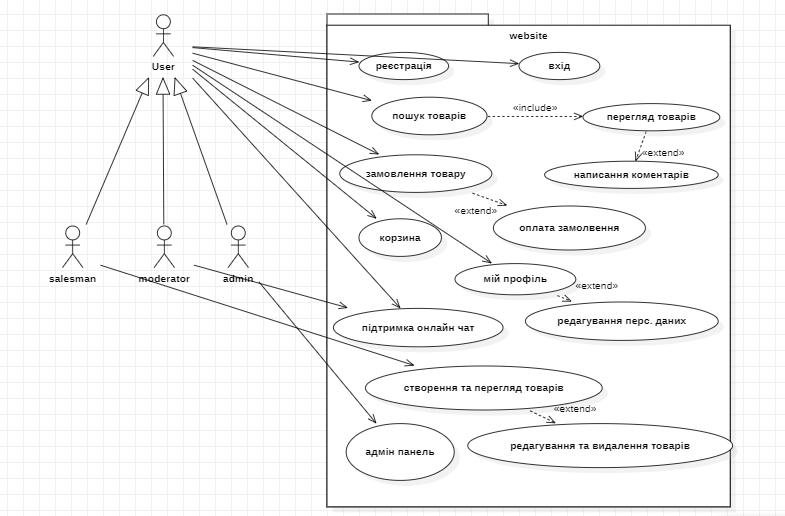 website
User
реєстрація
вхід
пошук товарів
«include»
перегляд товарів
«extend»
замовлення товару
написання коментарів
«extend»
оплата замолвення
корзина
salesman
moderator
admin
мій профіль
«extend»
підтримка онлайн чат
редагування перс. даних
створення та перегляд товарів
«extend»
адмін панель
редагування та видалення товарів